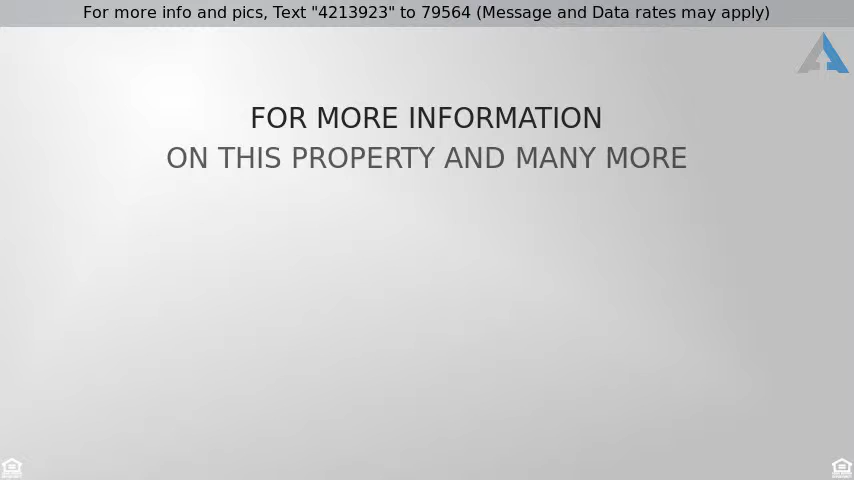 For more info and pics, Text "4213923" to 79564 (Message and Data rates may apply)
FOR MORE INFORMATION
ON THIS PROPERTY AND MANY MORE